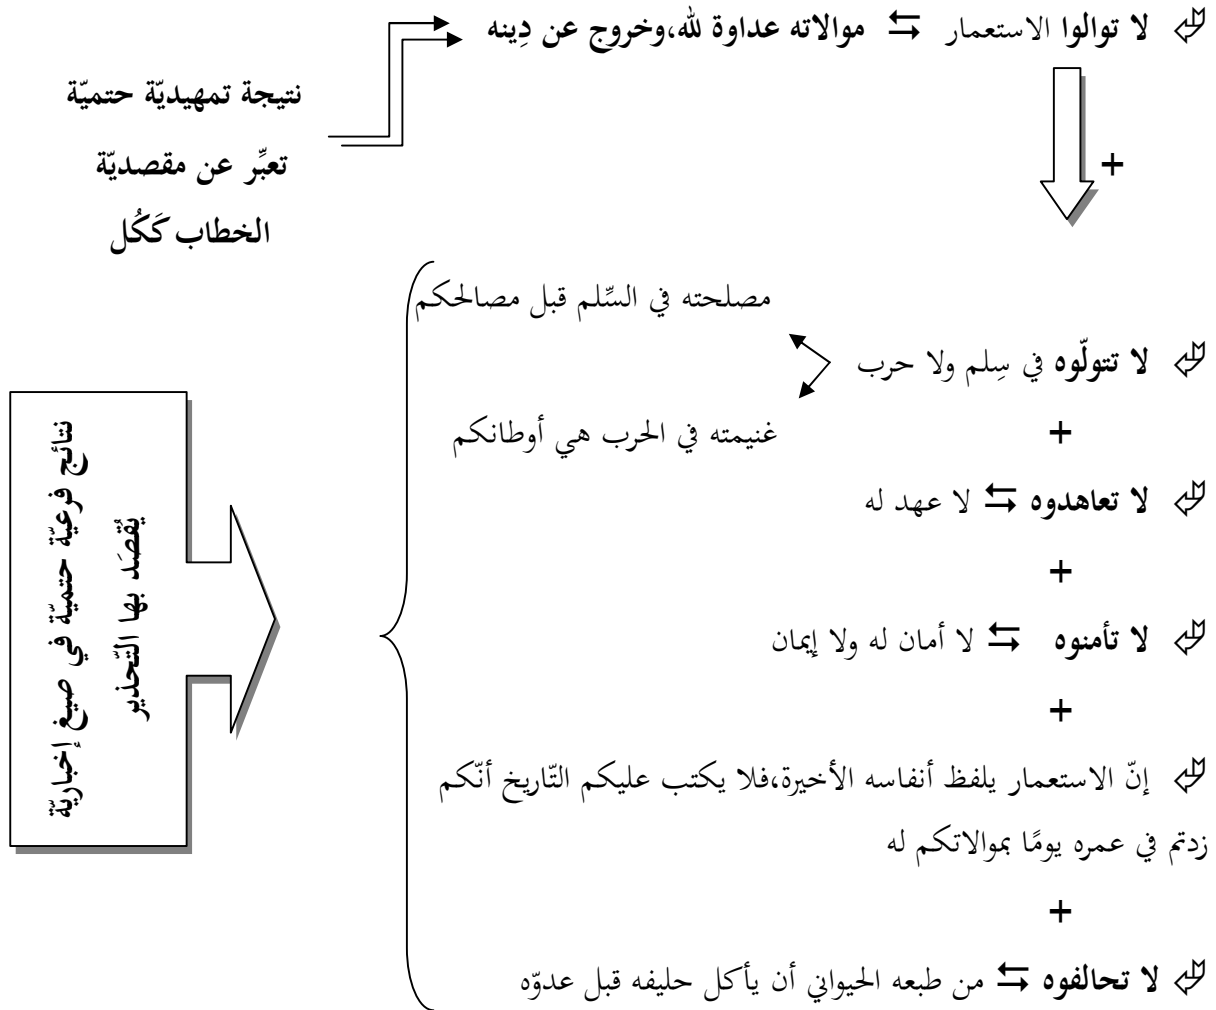 لا توالوا الاستعمار ⇆ موالاته عداوة لله،وخروج عن دِينه
نتيجة تمهيديّة حتميّة
تعبِّر عن مقصديّة
الخطاب كَكُل
+
مصلحته في السِّلم قبل مصالحكم
لا تتولّوه في سِلم ولا حرب
غنيمته في الحرب هي أوطانكم
+
لا تعاهدوه ⇆ لا عهد له
+
لا تأمنوه ⇆ لا أمان له ولا إيمان
+
إنّ الاستعمار يلفظ أنفاسه الأخيرة،فلا يكتب عليكم التّاريخ أنّكم
زدتم في عمره يومًا بموالاتكم له
+
لا تحالفوه ⇆ من طبعه الحيواني أن يأكل حليفه قبل عدوّه
نتائج فرعيّة حتميّة في صيغ إخباريّة
يُقصَد بها التّحذير